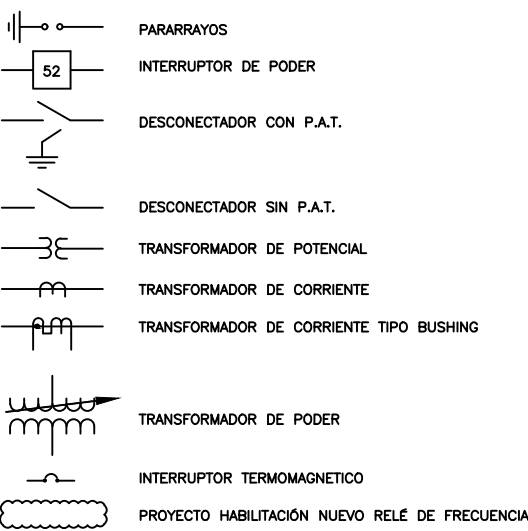 PARARRAYOS
52 INTERRUPTOR DE PODER
DESCONECTADOR CON P.A.T.
DESCONECTADOR SIN P.A.T.
TRANSFORMADOR DE POTENCIAL
TRANSFORMADOR DE CORRIENTE
TRANSFORMADOR DE CORRIENTE TIPO BUSHING
TRANSFORMADOR DE PODER
INTERRUPTOR TERMOMAGNETICO
PROYECTO HABILITACIÓN NUEVO RELÉ DE FRECUENCIA